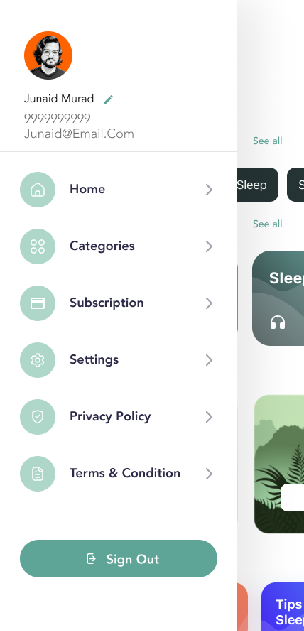 Junaid Murad
9999999999
Junaid@Email.Com
Home
Categories
Subscription
Settings
Privacy Policy
Terms & Condition
Sign Out
See all
Sleep
See all
Tips